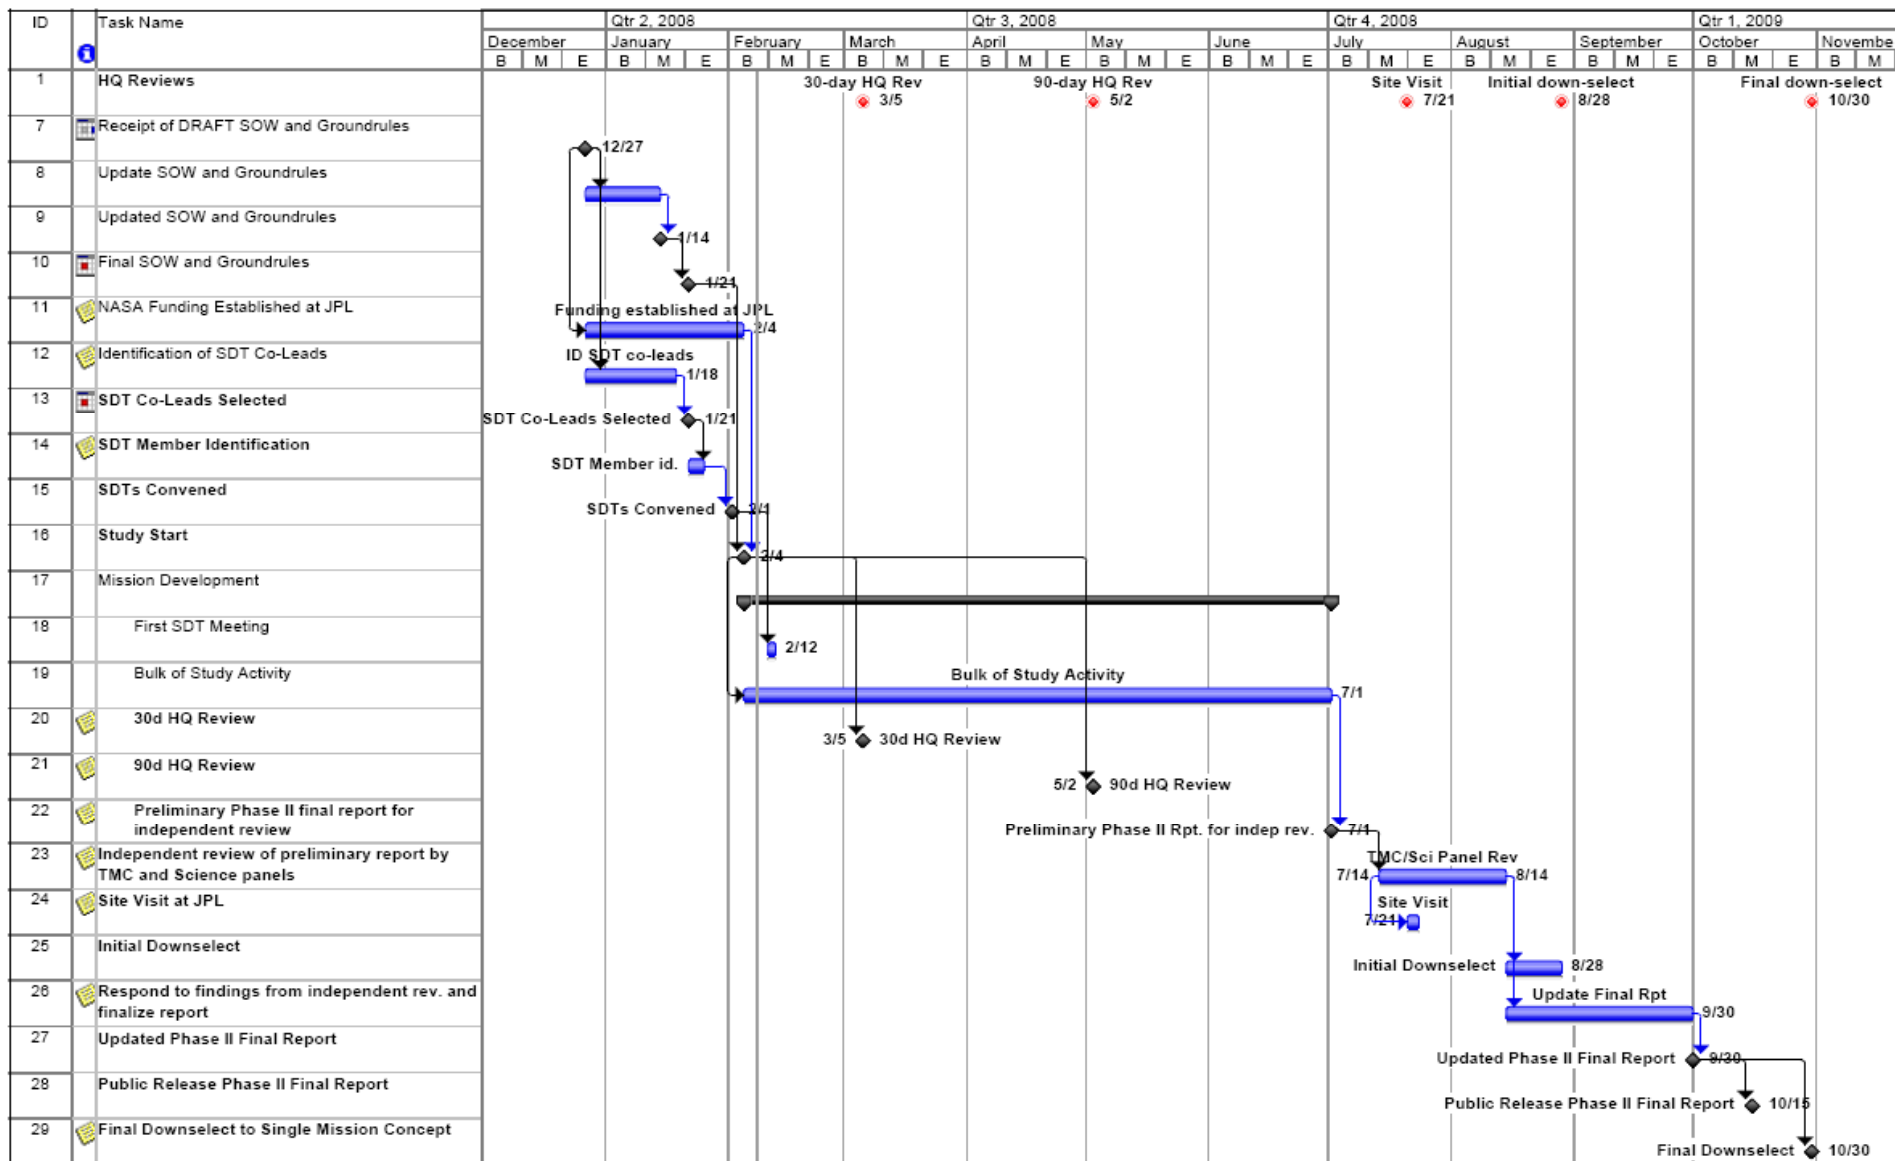 ID Task Name Qtr 2, 2008 Qtr 3, 2008 Qtr 4, 2008 Qtr 1, 2009
December January February March April May June July August September October Novembe
B M E B M E B M E B M E B M E B M E B M E B M E B M E B M E B M E B M
1 HQ Reviews 30-day HQ Rev 90-day HQ Rev Site Visit Initial down-select Final down-select
3/5 5/2 7/21 8/28 10/30
7 Receipt of DRAFT SOW and Groundrules
12/27
8 Update SOW and Groundrules
9 Updated SOW and Groundrules
1/14
10 Final SOW and Groundrules
1/21
11 NASA Funding Established at JPL Funding established at JPL
2/4
12 Identification of SDT Co-Leads ID SDT co-leads
1/18
13 SDT Co-Leads Selected
SDT Co-Leads Selected 1/21
14 SDT Member Identification
SDT Member id.
15 SDTs Convened
SDTs Convened 2/1
16 Study Start
2/4
17 Mission Development
18 First SDT Meeting
2/12
19 Bulk of Study Activity Bulk of Study Activity
7/1
20 30d HQ Review
3/5 30d HQ Review
21 90d HQ Review
5/2 90d HQ Review
22 Preliminary Phase II final report for
independent review Preliminary Phase II Rpt. for indep rev. 7/1
23 Independent review of preliminary report by TMC/Sci Panel Rev
TMC and Science panels 7/14 8/14
24 Site Visit at JPL Site Visit
7/21
25 Initial Downselect
Initial Downselect 8/28
26 Respond to findings from independent rev. and Update Final Rpt
finalize report 9/30
27 Updated Phase II Final Report
Updated Phase II Final Report 9/30
28 Public Release Phase II Final Report
Public Release Phase II Final Report 10/15
29 Final Downselect to Single Mission Concept
Final Downselect 10/30